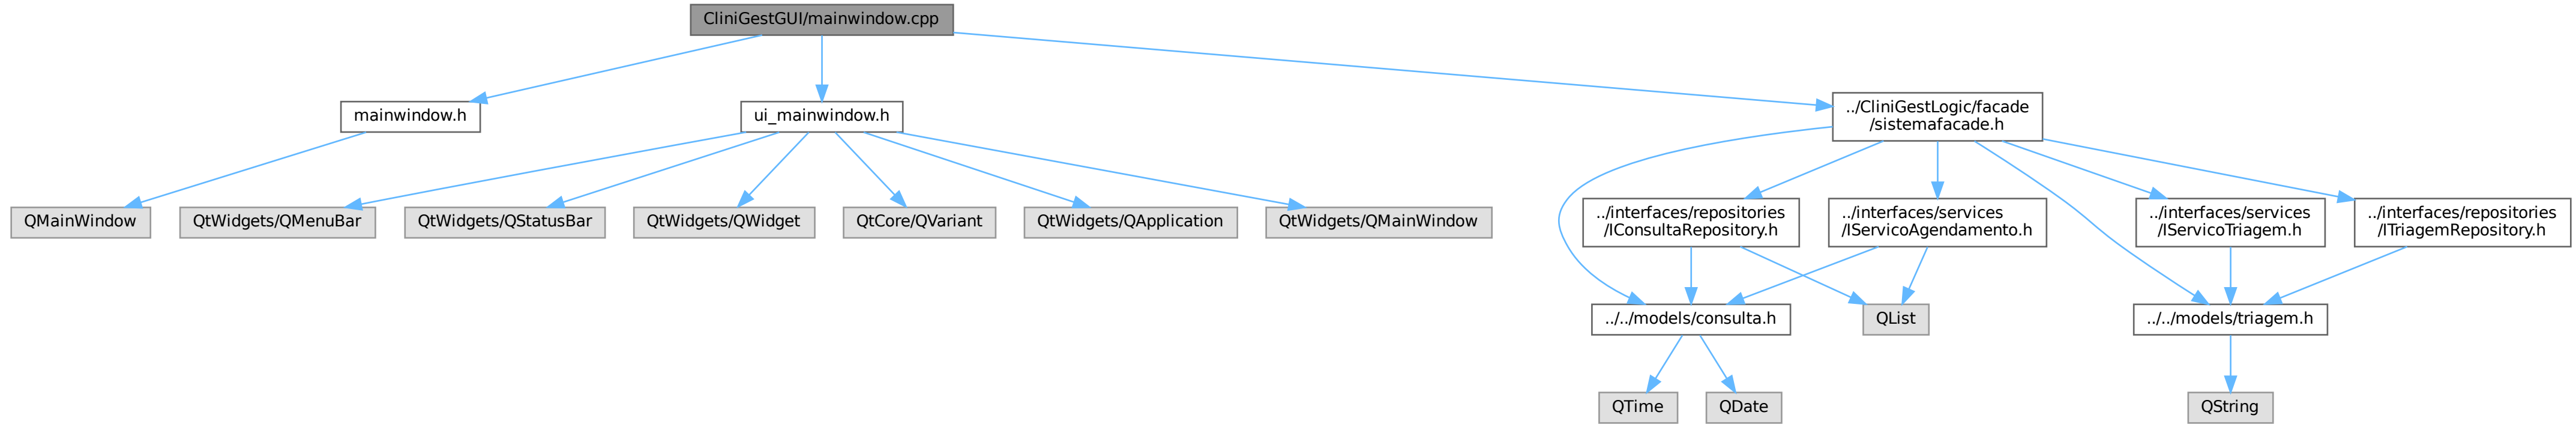 CliniGestGUI/mainwindow.cpp
mainwindow.h
ui_mainwindow.h
../CliniGestLogic/facade
/sistemafacade.h
QMainWindow
QtWidgets/QMenuBar
QtWidgets/QStatusBar
QtWidgets/QWidget
QtCore/QVariant
QtWidgets/QApplication
QtWidgets/QMainWindow
../interfaces/repositories
/IConsultaRepository.h
../interfaces/services
/IServicoAgendamento.h
../interfaces/services
/IServicoTriagem.h
../interfaces/repositories
/ITriagemRepository.h
../../models/consulta.h
QList
../../models/triagem.h
QTime
QDate
QString